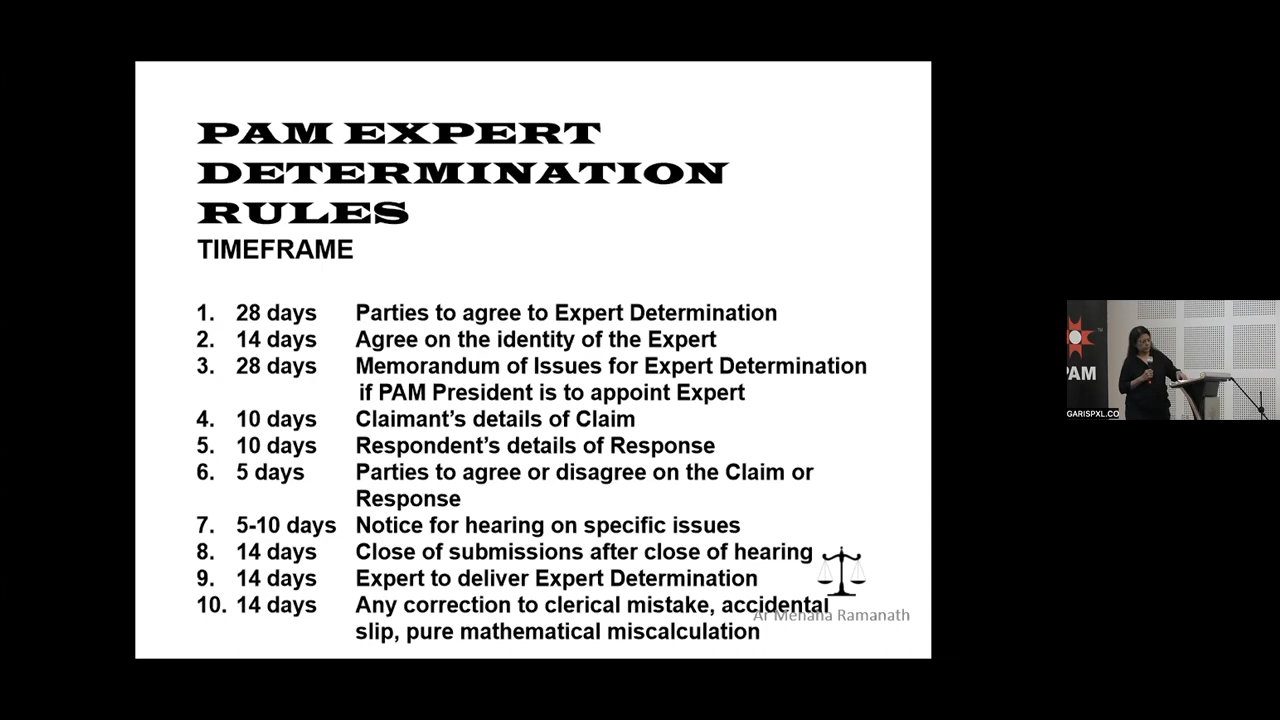 PAM EXPERT
DETERMINATION
RULES
TIMEFRAME
1. 28 days Parties to agree to Expert Determination
2. 14 days Agree on the identity of the Expert
3. 28 days Memorandum of Issues for Expert Determination
if PAM President is to appoint Expert
4. 10 days Claimant’s details of Claim
5. 10 days Respondent’s details of Response
6. 5 days Parties to agree or disagree on the Claim or
Response
7. 5-10 days Notice for hearing on specific issues
8. 14 days Close of submissions after close of hearing
9. 14 days Expert to deliver Expert Determination
10. 14 days Any correction to clerical mistake, accidental
slip, pure mathematical miscalculation
Ar Menaha Ramanath
PAM
GARISPXL.CO